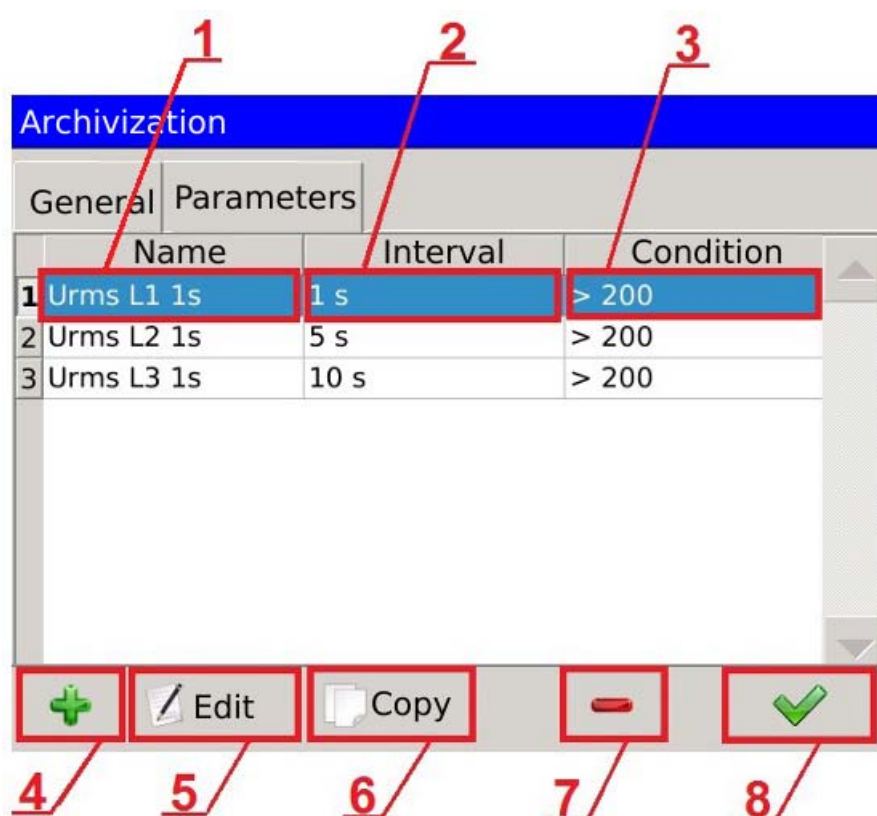 1 2 3
Archivization
General Parameters
Name Interval Condition
1 Urms L1 1s 1 s > 200
2 Urms L2 1s 5 s > 200
3 Urms L3 1s 10 s > 200
Edit Copy
4 5 6 7 8